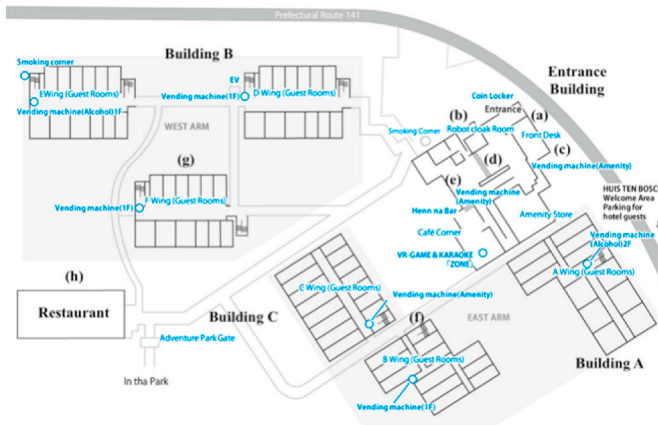 Prefectural Route 141
Building B
Smoking corner
EV
EWing (Guest Rooms)
D Wing (Guest Rooms)
Vending machine(1F)
Vending machine(Alcohol)1F
WEST ARM
(g)
F Wing (Guest Rooms)
Vending machine(1F)
(h)
Restaurant
Adventure Park Gate
In tha Park
Entrance
Building
Coin Locker
Entrance
(a)
(b)
Robot cloak Room
Front Desk
Smoking Corner
(c)
(d)
Vending machine(Amenity)
(e)
Vending machine
(Amenity)
Henn na Bar
Amenity Store
Café Corner
VR-GAME & KARAOKE
「ZONE」
HUIS TEN BOSC
Welcome Area
Parking for
hotel guests
Vending machine
(Alcohol)2F
A Wing (Guest Rooms)
C Wing (Guest Rooms)
Vending machine(Amenity)
Building C
(f)
EAST ARM
B Wing (Guest Rooms)
Building A
Vending machine(1F)